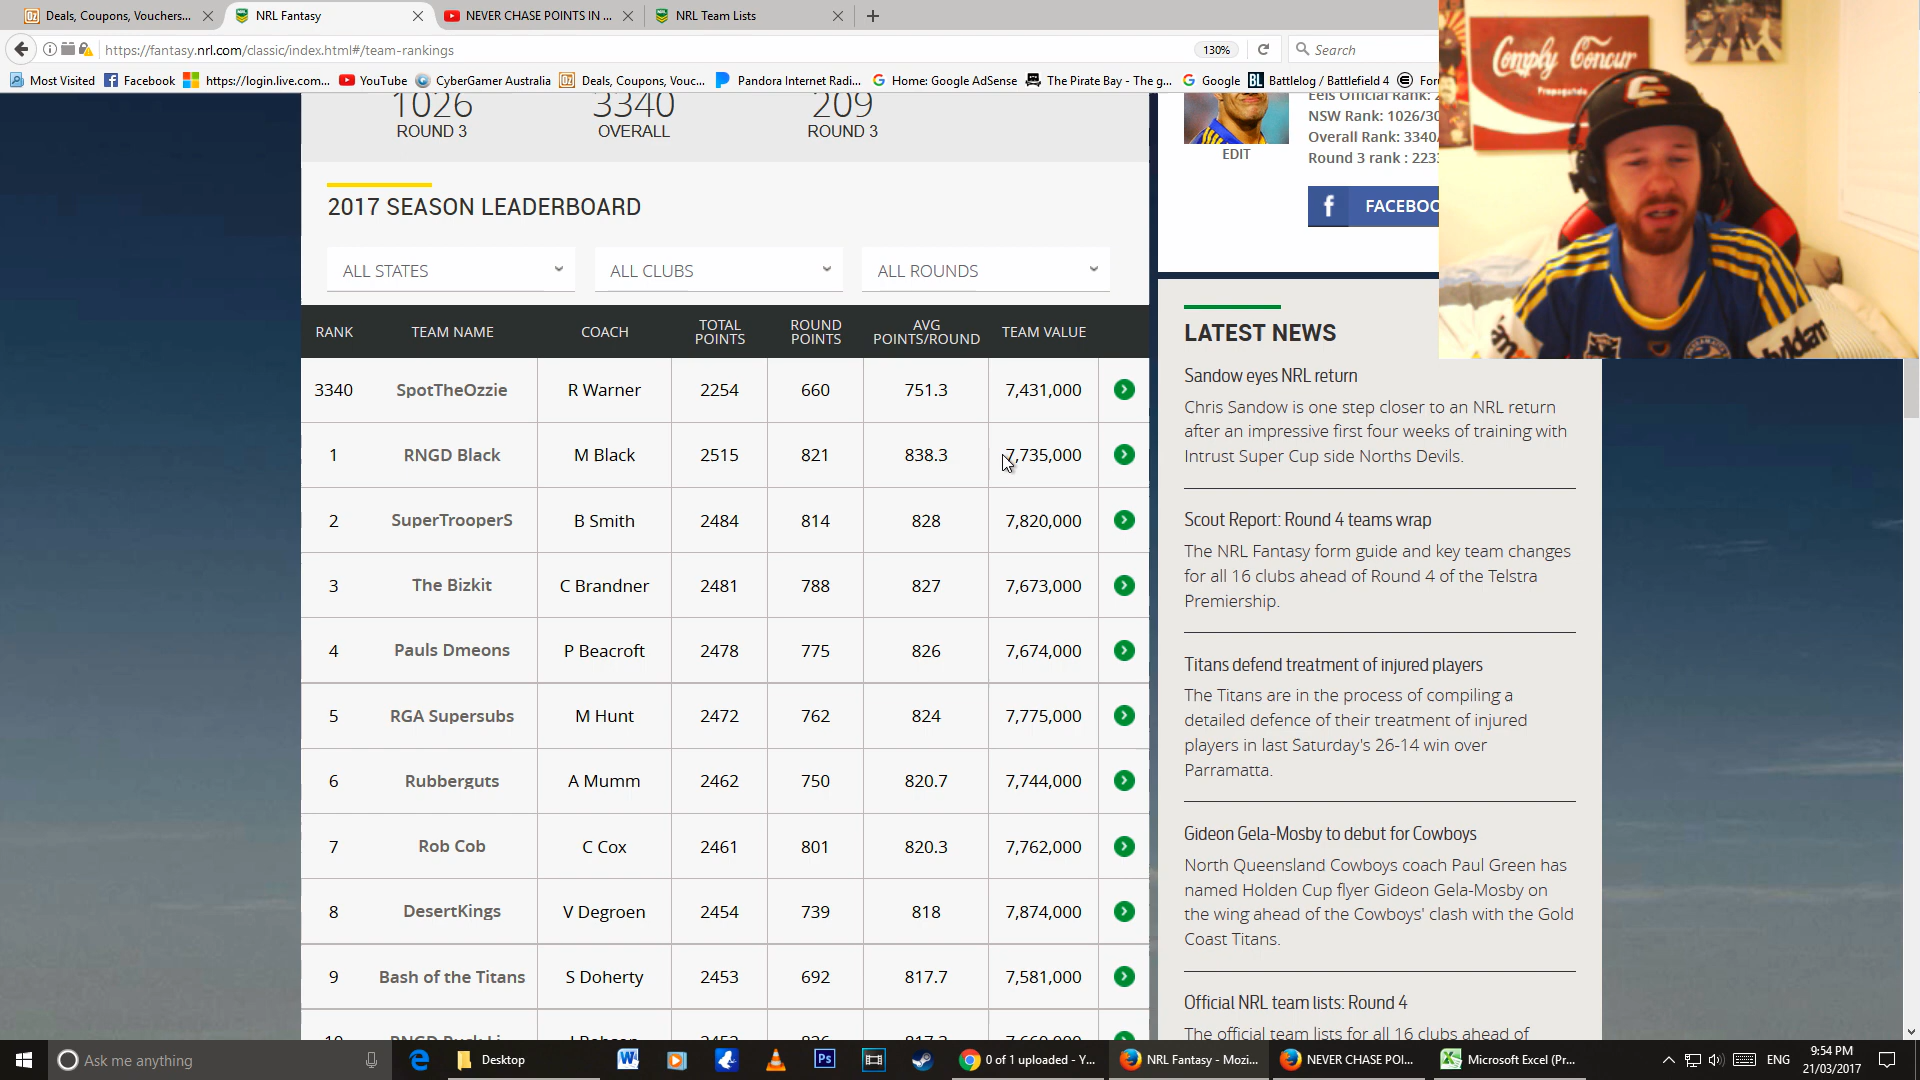 Deals, Coupons, Vouchers...
NRL Fantasy
NEVER CHASE POINTS IN ...
NRL Team Lists
https://fantasy.nrl.com/classic/index.html#/team-rankings
130%
Search
Most Visited
Facebook
https://login.live.com...
YouTube
CyberGamer Australia
Deals, Coupons, Vouc...
Pandora Internet Radi...
Home: Google AdSense
The Pirate Bay - The g...
Google
Battlelog / Battlefield 4
1026
ROUND 3
3340
OVERALL
209
ROUND 3
2017 SEASON LEADERBOARD
ALL STATES
ALL CLUBS
ALL ROUNDS
RANK TEAM NAME COACH TOTAL POINTS ROUND POINTS AVG POINTS/ROUND TEAM VALUE
3340 SpotTheOzzie R Warner 2254 660 751.3 7,431,000
1 RNGD Black M Black 2515 821 838.3 7,735,000
2 SuperTrooperS B Smith 2484 814 828 7,820,000
3 The Bizkit C Brandner 2481 788 827 7,673,000
4 Pauls Dmeons P Beacroft 2478 775 826 7,674,000
5 RGA Supersubs M Hunt 2472 762 824 7,775,000
6 Rubberguts A Mumm 2462 750 820.7 7,744,000
7 Rob Cob C Cox 2461 801 820.3 7,762,000
8 DesertKings V Degroen 2454 739 818 7,874,000
9 Bash of the Titans S Doherty 2453 692 817.7 7,581,000
EDIT
Eels Official Rank:
NSW Rank: 1026/30
Overall Rank: 3340/
Round 3 rank : 223
FACEBOO
Comply Concur
Propaganda
LATEST NEWS
Sandow eyes NRL return
Chris Sandow is one step closer to an NRL return
after an impressive first four weeks of training with
Intrust Super Cup side Norths Devils.
Scout Report: Round 4 teams wrap
The NRL Fantasy form guide and key team changes
for all 16 clubs ahead of Round 4 of the Telstra
Premiership.
Titans defend treatment of injured players
The Titans are in the process of compiling a
detailed defence of their treatment of injured
players in last Saturday's 26-14 win over
Parramatta.
Gideon Gela-Mosby to debut for Cowboys
North Queensland Cowboys coach Paul Green has
named Holden Cup flyer Gideon Gela-Mosby on
the wing ahead of the Cowboys' clash with the Gold
Coast Titans.
Official NRL team lists: Round 4
The official team lists for all 16 clubs ahead of
Ask me anything
Desktop
0 of 1 uploaded - Y...
NRL Fantasy - Mozi...
NEVER CHASE POI...
Microsoft Excel (Pr...
ENG
9:54 PM
21/03/2017